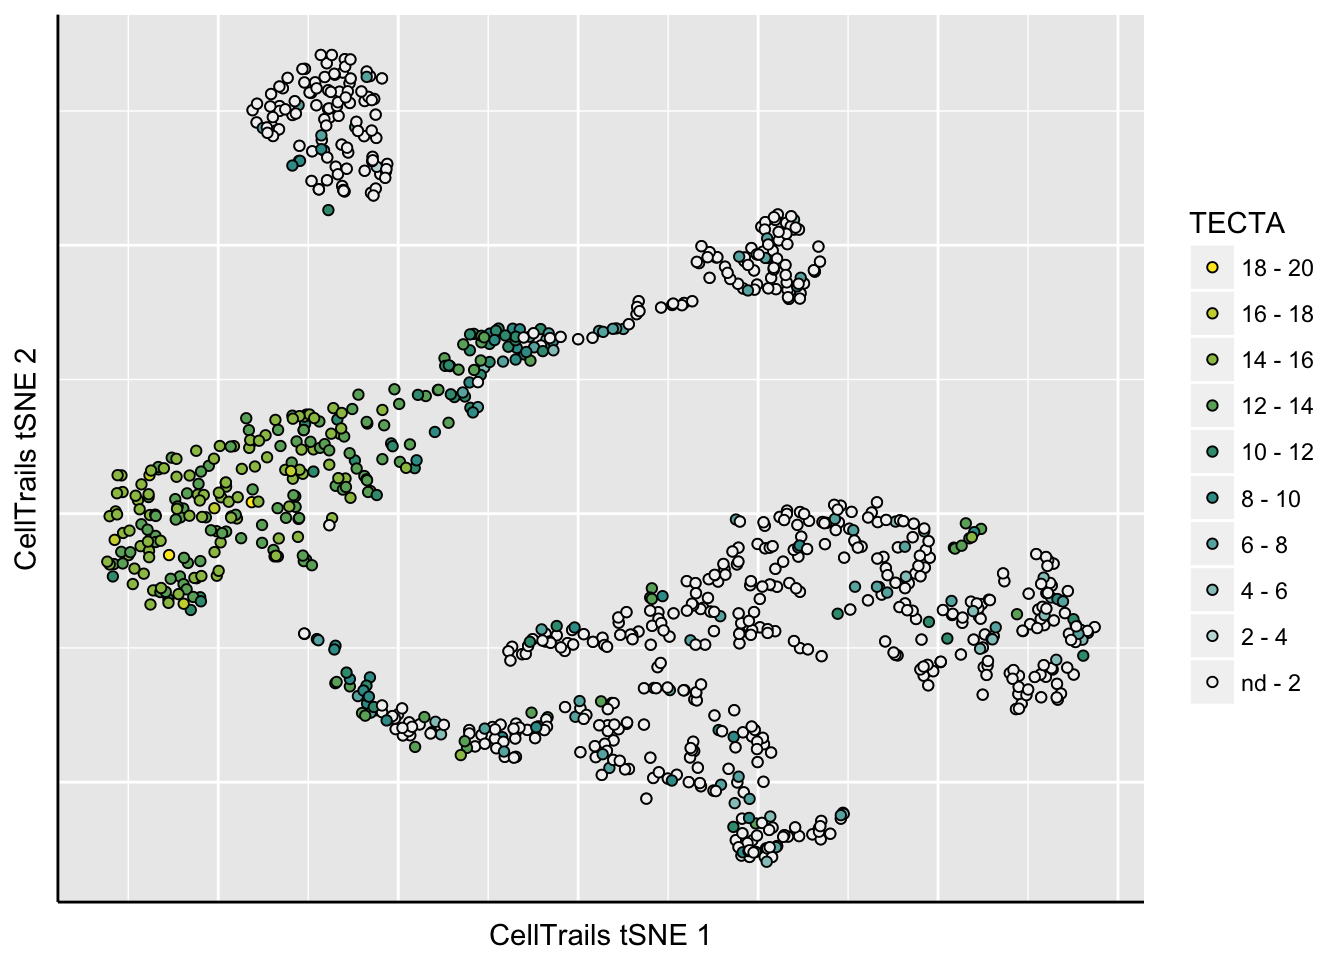 CellTrails tSNE 2
CellTrails tSNE 1
TECTA
18 - 20
16 - 18
14 - 16
12 - 14
10 - 12
8 - 10
6 - 8
4 - 6
2 - 4
nd - 2